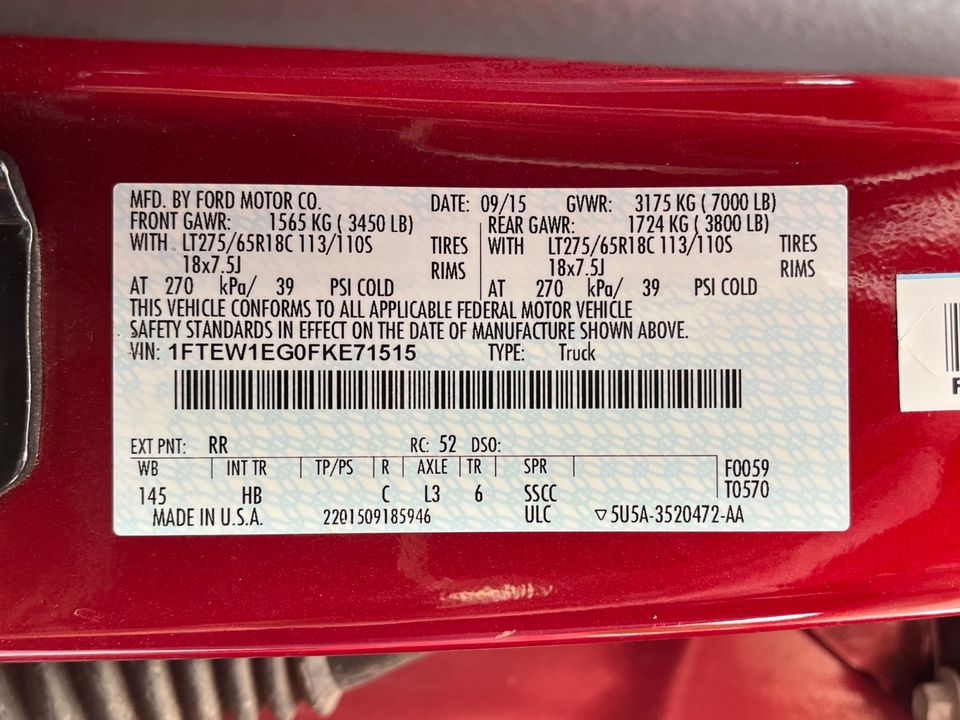 MFD. BY FORD MOTOR CO. DATE: 09/15 GVWR: 3175 KG ( 7000 LB)
FRONT GAWR: 1565 KG ( 3450 LB) REAR GAWR: 1724 KG ( 3800 LB)
WITH LT275/65R18C 113/110S TIRES WITH LT275/65R18C 113/110S TIRES
18x7.5J RIMS 18x7.5J RIMS
AT 270 kPa/ 39 PSI COLD AT 270 kPa/ 39 PSI COLD
THIS VEHICLE CONFORMS TO ALL APPLICABLE FEDERAL MOTOR VEHICLE
SAFETY STANDARDS IN EFFECT ON THE DATE OF MANUFACTURE SHOWN ABOVE.
VIN: 1FTEW1EG0FKE71515 TYPE: Truck
EXT PNT: RR RC: 52 DSO:
WB INT TR TP/PS R AXLE TR SPR F0059
145 HB C L3 6 SSCC T0570
MADE IN U.S.A. 2201509185946 ULC ▽5U5A-3520472-AA